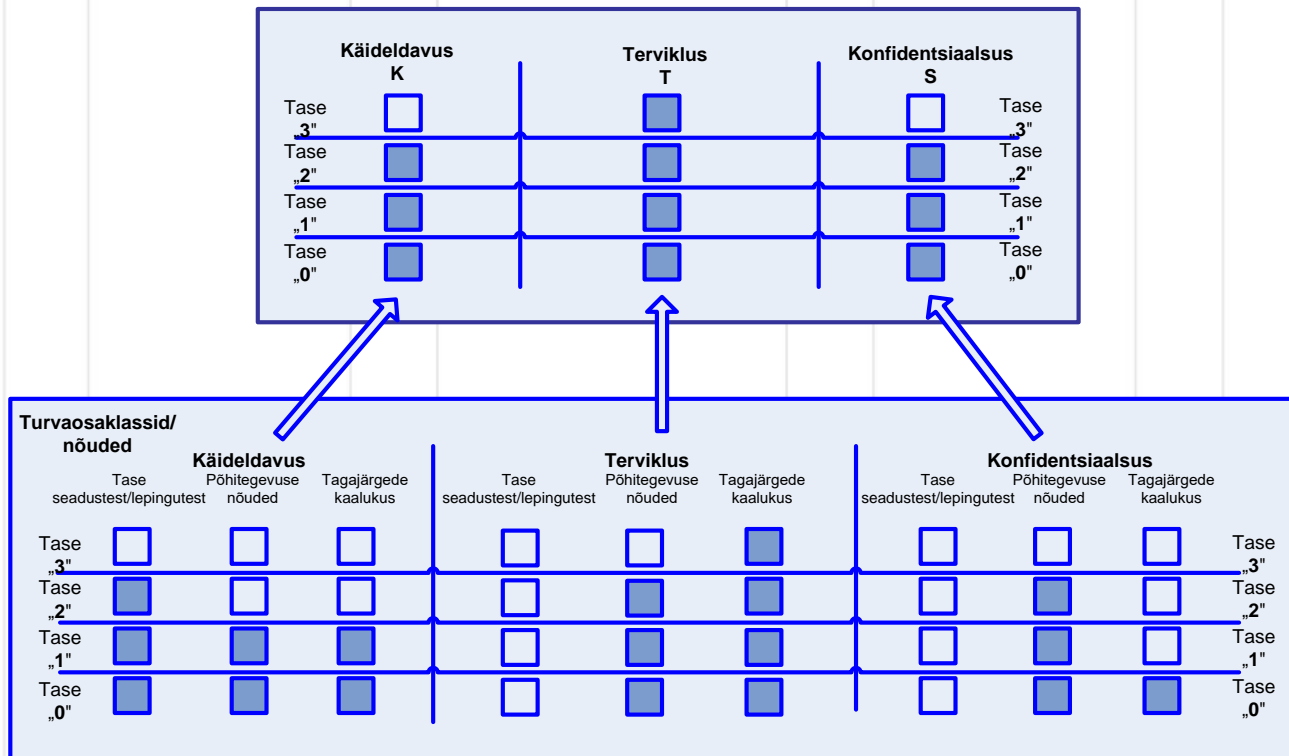 Käideldavus
K
Terviklus
T
Konfidentsiaalsus
S
Tase
„3"
Tase
„3"
Tase
„2"
Tase
„2"
Tase
„1"
Tase
„1"
Tase
„0"
Tase
„0"
Turvaosaklassid/
nõuded
Käideldavus
Terviklus
Konfidentsiaalsus
Tase
seadustest/lepingutest
Põhitegevuse
nõuded
Tagajärgede
kaalukus
Tase
seadustest/lepingutest
Põhitegevuse
nõuded
Tagajärgede
kaalukus
Tase
seadustest/lepingutest
Põhitegevuse
nõuded
Tagajärgede
kaalukus
Tase
„3"
Tase
„3"
Tase
„2"
Tase
„2"
Tase
„1"
Tase
„1"
Tase
„0"
Tase
„0"